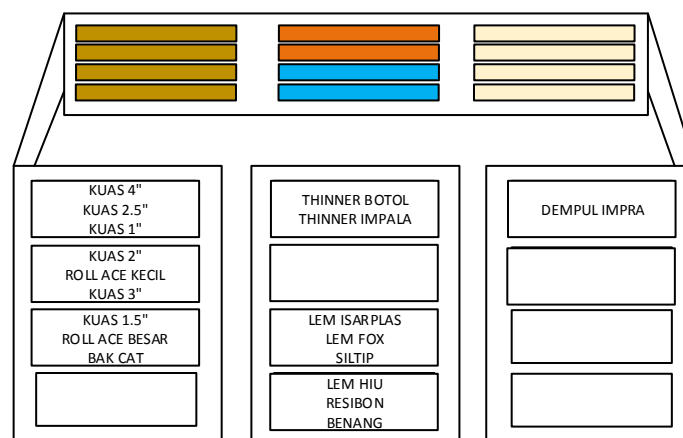 KUAS 4"
KUAS 2.5"
KUAS 1"
KUAS 2"
ROLL ACE KECIL
KUAS 3"
KUAS 1.5"
ROLL ACE BESAR
BAK CAT
THINNER BOTOL
THINNER IMPALA
LEM ISARPLAS
LEM FOX
SILTIP
LEM HIU
RESIBON
BENANG
DEMPUL IMPRA